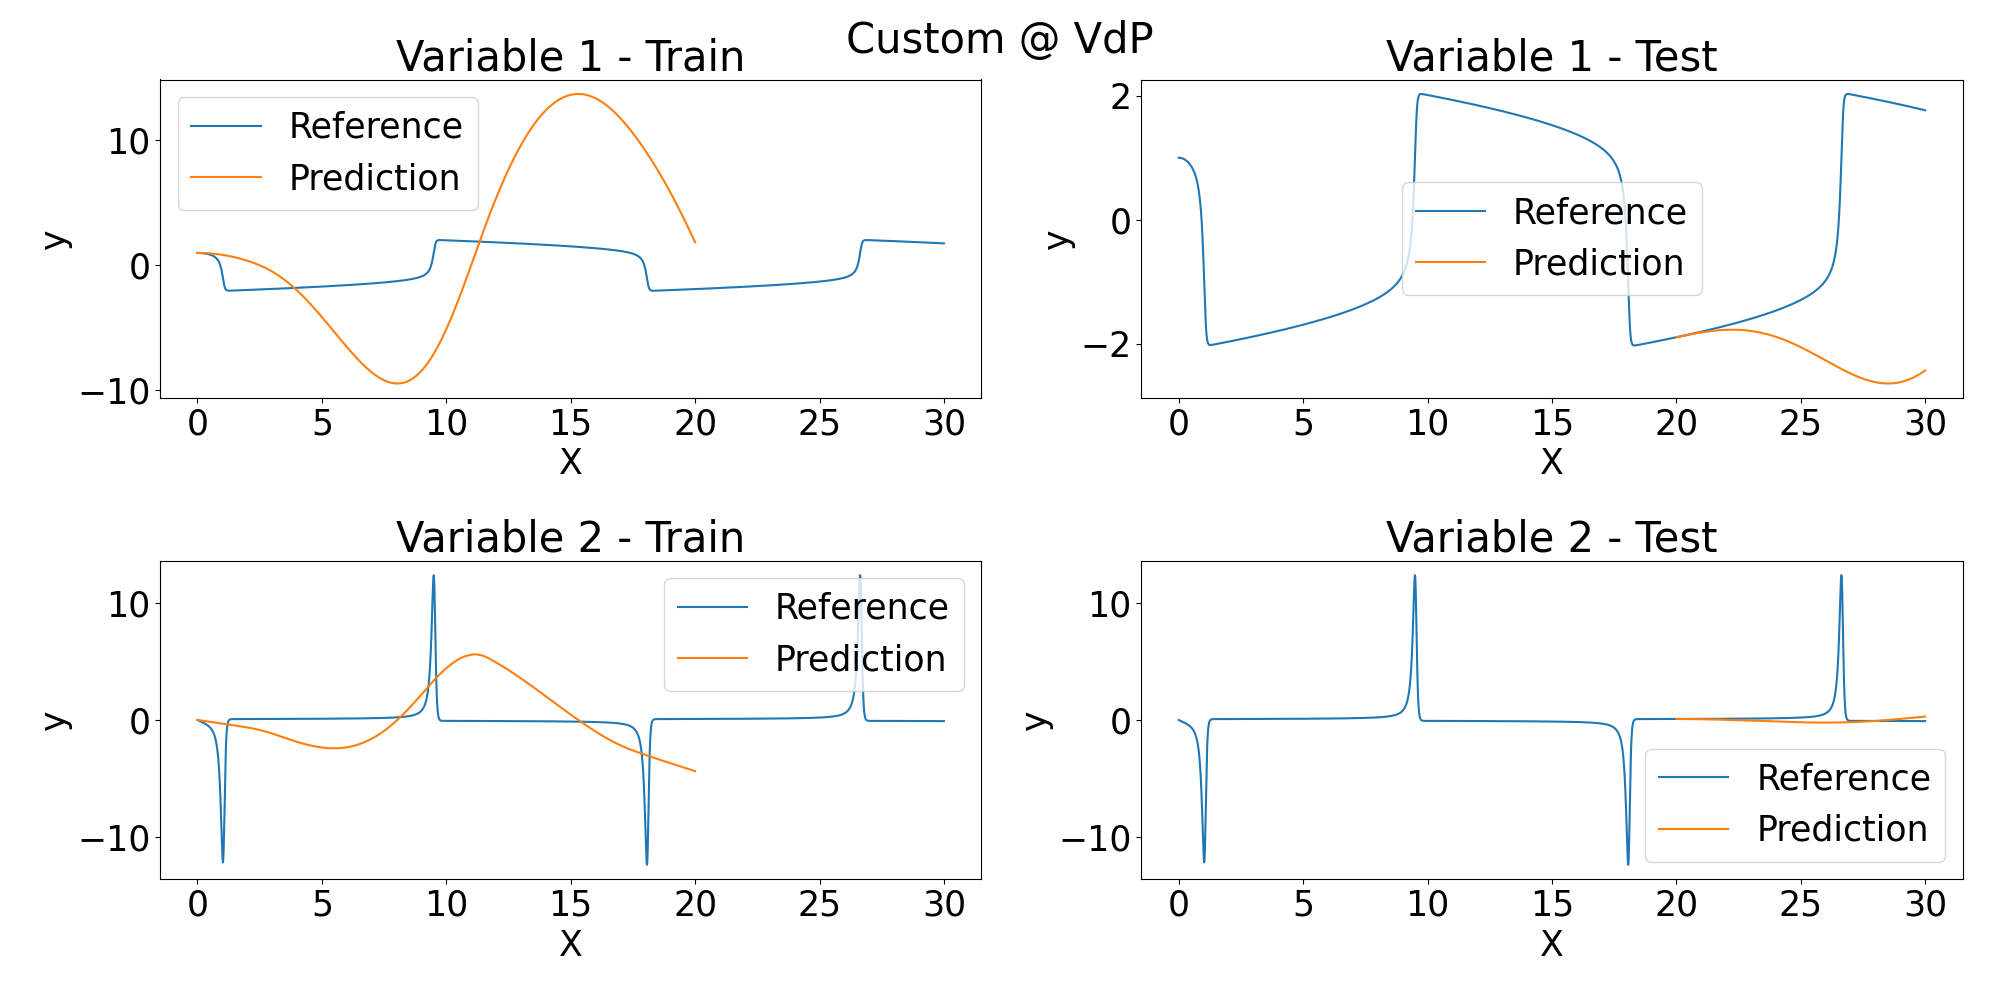 Custom @ VdP
Variable 1 - Train
Reference
Prediction
10
0
−10
y
0 5 10 15 20 25 30
X
Variable 1 - Test
Reference
Prediction
2
0
−2
y
0 5 10 15 20 25 30
X
Variable 2 - Train
Reference
Prediction
10
0
−10
y
0 5 10 15 20 25 30
X
Variable 2 - Test
Reference
Prediction
10
0
−10
y
0 5 10 15 20 25 30
X